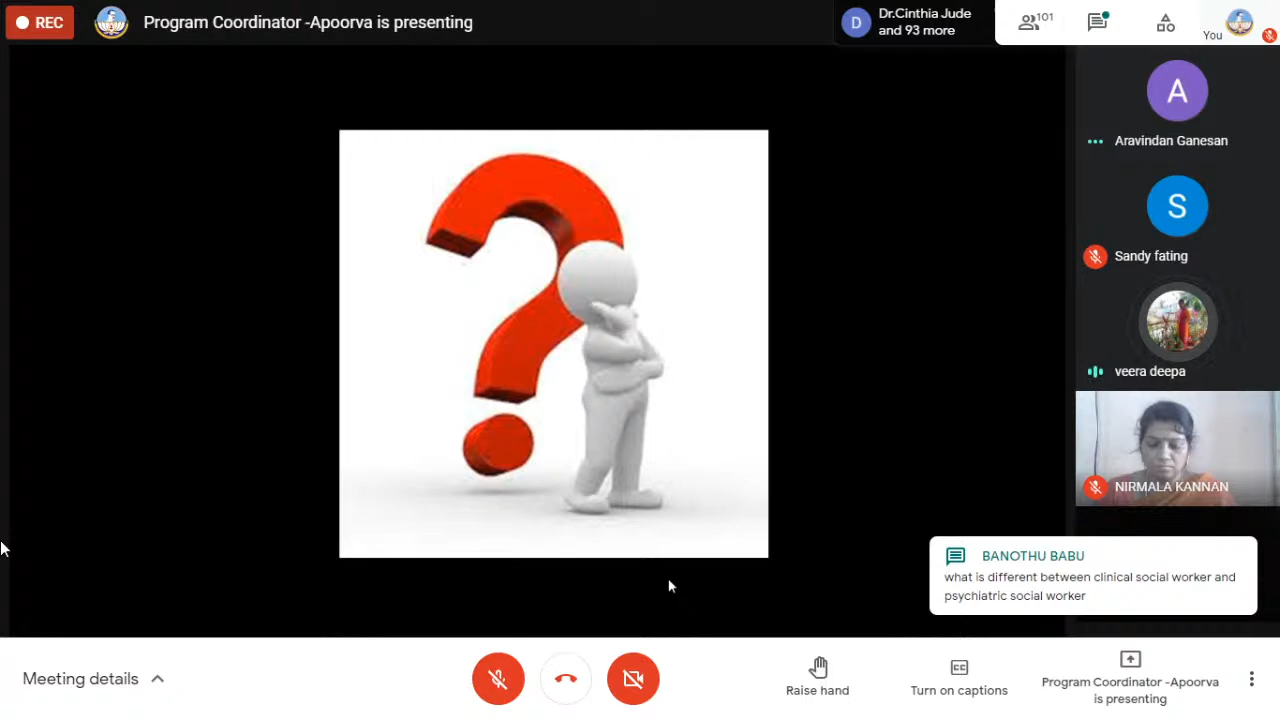 REC
Program Coordinator -Apoorva is presenting
D
Dr.Cinthia Jude
and 93 more
101
You
A
Aravindan Ganesan
S
Sandy fating
veera deepa
NIRMALA KANNAN
BANOTHU BABU
what is different between clinical social worker and
psychiatric social worker
Meeting details
Raise hand
CC
Turn on captions
Program Coordinator -Apoorva
is presenting
?